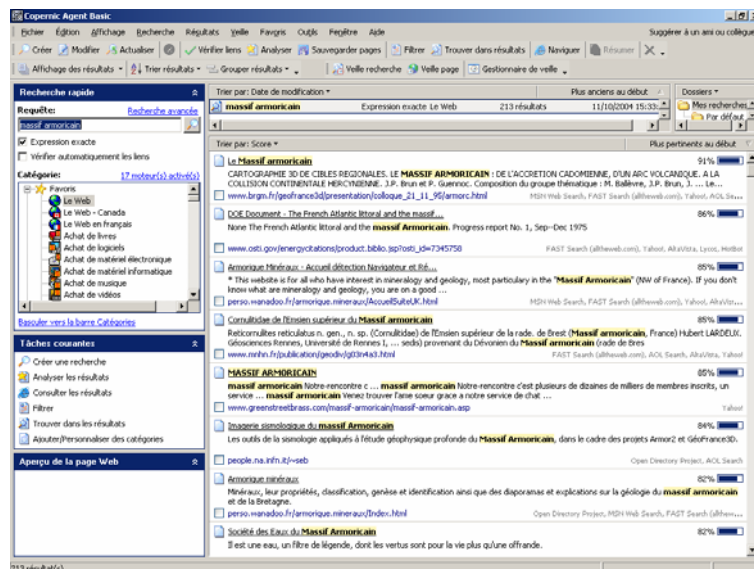 Copernic Agent Basic
Fichier Édition Affichage Recherche Résultats Veille Favoris Outils Fenêtre Aide Suggérer à un ami ou collègue
Créer Modifier Actualiser Vérifier liens Analyser Sauvegarder pages Filtrer Trouver dans résultats Naviguer Résumer
Affichage des résultats Trier résultats Grouper résultats Veille recherche Veille page Gestionnaire de veille
Recherche rapide
Requête: Recherche avancée
massif armoricain
Expression exacte
Vérifier automatiquement les liens
Catégorie: 17 moteur(s) activé(s)
Favoris
Le Web
Le Web - Canada
Le Web en français
Achat de livres
Achat de logiciels
Achat de matériel électronique
Achat de matériel informatique
Achat de musique
Achat de vidéos
Basculer vers la barre Catégories
Tâches courantes
Créer une recherche
Analyser les résultats
Consulter les résultats
Filtrer
Trouver dans les résultats
Ajouter/Personnaliser des catégories
Aperçu de la page Web
Trier par: Date de modification Plus anciens au début
massif armoricain Expression exacte Le Web 213 résultats 11/10/2004 15:33:
Dossiers
Mes recherches
Par défaut
Trier par: Score Plus pertinents au début
Le Massif armoricain 91%
CARTOGRAPHIE 3D DE CIBLES REGIONALES. LE MASSIF ARMORICAIN : DE L'ACCRETION CADOMIENNE, D'UN ARC VOLCANIQUE. A LA
COLLISION CONTINENTALE HERCYNIENNE. J.P. Brun et P. Guennoc. Composition du groupe thématique : M. Ballèvre, J.P. Brun, J. ... Le...
www.brgm.fr/geofrance3d/presentation/colloque_21_11_95/armorc.html MSN Web Search, FAST Search (alltheweb.com), Yahoo!, AOL Se...
DOE Document - The French Atlantic littoral and the massif... 86%
None The French Atlantic littoral and the massif Armoricain. Progress report No. 1, Sep--Dec 1975
www.osti.gov/energycitations/product.biblio.jsp?osti_id=7345758 FAST Search (alltheweb.com), Yahoo!, AltaVista, Lycos, HotBot
Armorique Minéraux - Accueil détection Navigateur et Ré... 85%
* This website is for all who have interest in mineralogy and geology, most particulary in the "Massif Armoricain" (NW of France). If you don't
know what are mineralogy and geology, you are on a good ...
perso.wanadoo.fr/armorique.mineraux/AccueilSuiteUK.html MSN Web Search, FAST Search (alltheweb.com), Yahoo!, AltaVis...
Cornulitidae de l'Emsien supérieur du Massif armoricain 85%
Reticornulites reticulatus n. gen., n. sp. (Cornulitidae) de l'Emsien supérieur de la rade. de Brest (Massif armoricain, France) Hubert LARDEUX.
Géosciences Rennes, Université de Rennes I, ... sedis) provenant du Dévonien du Massif armoricain (rade de Bres
www.mnhn.fr/publication/geodiv/g03n4a3.html FAST Search (alltheweb.com), AOL Search, AltaVista, Yahoo!
MASSIF ARMORICAIN 85%
massif armoricain Notre-rencontre c ... massif armoricain Notre-rencontre c'est plusieurs de dizaines de milliers de membres inscrits, un
service ... massif armoricain Venez trouver l'ame soeur grace a notre service de chat ...
www.greenstreetbrass.com/massif-armoricain/massif-armoricain.asp Yahoo!
Imagerie sismologique du massif Armoricain 84%
Les outils de la sismologie appliqués à l'étude géophysique profonde du Massif Armoricain, dans le cadre des projets Armor2 et GéoFrance3D.
people.na.infn.it/~seb Open Directory Project, AOL Search
Armorique minéraux 82%
Minéraux, leur propriétés, classification, genèse et identification ainsi que des diaporamas et explications sur la géologie du massif armoricain
et de la Bretagne.
perso.wanadoo.fr/armorique.mineraux/Index.html Open Directory Project, MSN Web Search, FAST Search (allthew...
Société des Eaux du Massif Armoricain 82%
Il est une eau, un filtre de légende, dont les vertus sont pour la vie plus qu'une offrande.
213 résultat(s)